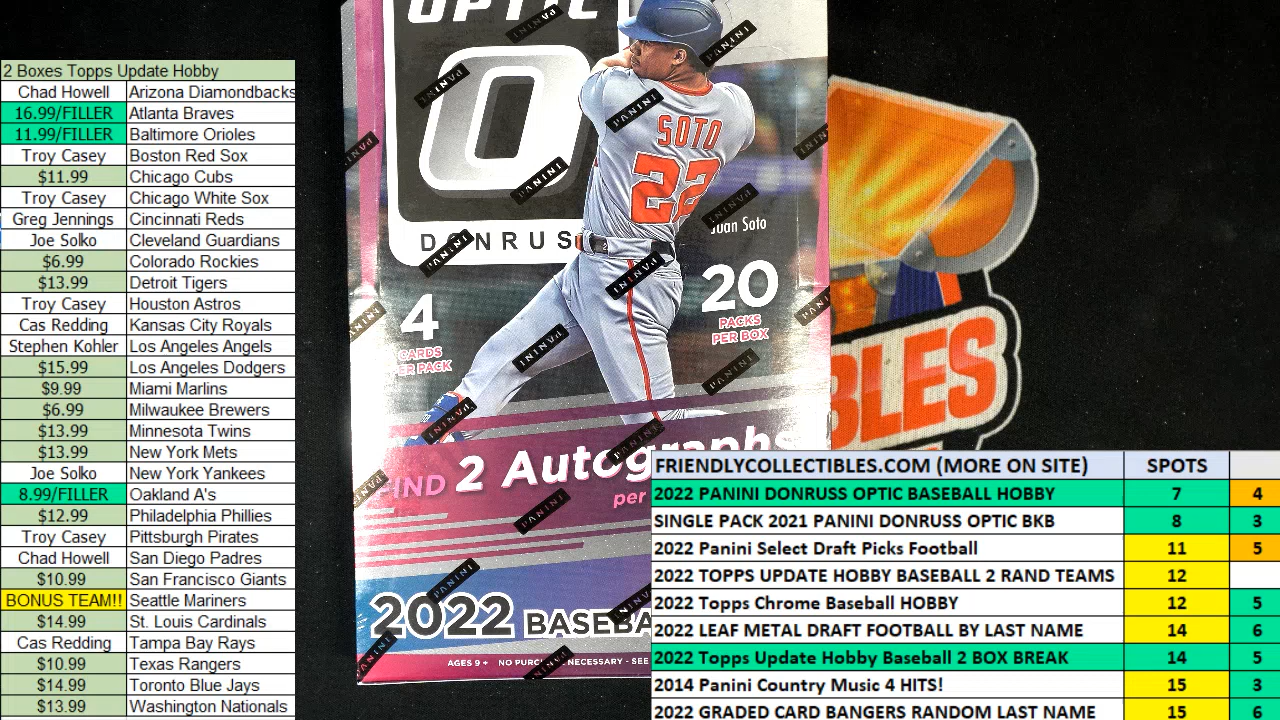 2 Boxes Topps Update Hobby
Chad Howell Arizona Diamondbacks
16.99/FILLER Atlanta Braves
11.99/FILLER Baltimore Orioles
Troy Casey Boston Red Sox
$11.99 Chicago Cubs
Troy Casey Chicago White Sox
Greg Jennings Cincinnati Reds
Joe Solko Cleveland Guardians
$6.99 Colorado Rockies
$13.99 Detroit Tigers
Troy Casey Houston Astros
Cas Redding Kansas City Royals
Stephen Kohler Los Angeles Angels
$15.99 Los Angeles Dodgers
$9.99 Miami Marlins
$6.99 Milwaukee Brewers
$13.99 Minnesota Twins
$13.99 New York Mets
Joe Solko New York Yankees
8.99/FILLER Oakland A's
$12.99 Philadelphia Phillies
Troy Casey Pittsburgh Pirates
Chad Howell San Diego Padres
$10.99 San Francisco Giants
BONUS TEAM!! Seattle Mariners
$14.99 St. Louis Cardinals
Cas Redding Tampa Bay Rays
$10.99 Texas Rangers
$14.99 Toronto Blue Jays
$13.99 Washington Nationals
OPTIC
O
DONRUS
SOTO
22
Juan Soto
4
CARDS
PER PACK
20
PACKS
PER BOX
FIND 2 Autographs
per
2022 BASEBA
AGES 9+ NO PURCHASE NECESSARY - SEE
PANINI
BLES
FRIENDLYCOLLECTIBLES.COM (MORE ON SITE) SPOTS
2022 PANINI DONRUSS OPTIC BASEBALL HOBBY 7 4
SINGLE PACK 2021 PANINI DONRUSS OPTIC BKB 8 3
2022 Panini Select Draft Picks Football 11 5
2022 TOPPS UPDATE HOBBY BASEBALL 2 RAND TEAMS 12
2022 Topps Chrome Baseball HOBBY 12 5
2022 LEAF METAL DRAFT FOOTBALL BY LAST NAME 14 6
2022 Topps Update Hobby Baseball 2 BOX BREAK 14 5
2014 Panini Country Music 4 HITS! 15 3
2022 GRADED CARD BANGERS RANDOM LAST NAME 15 6